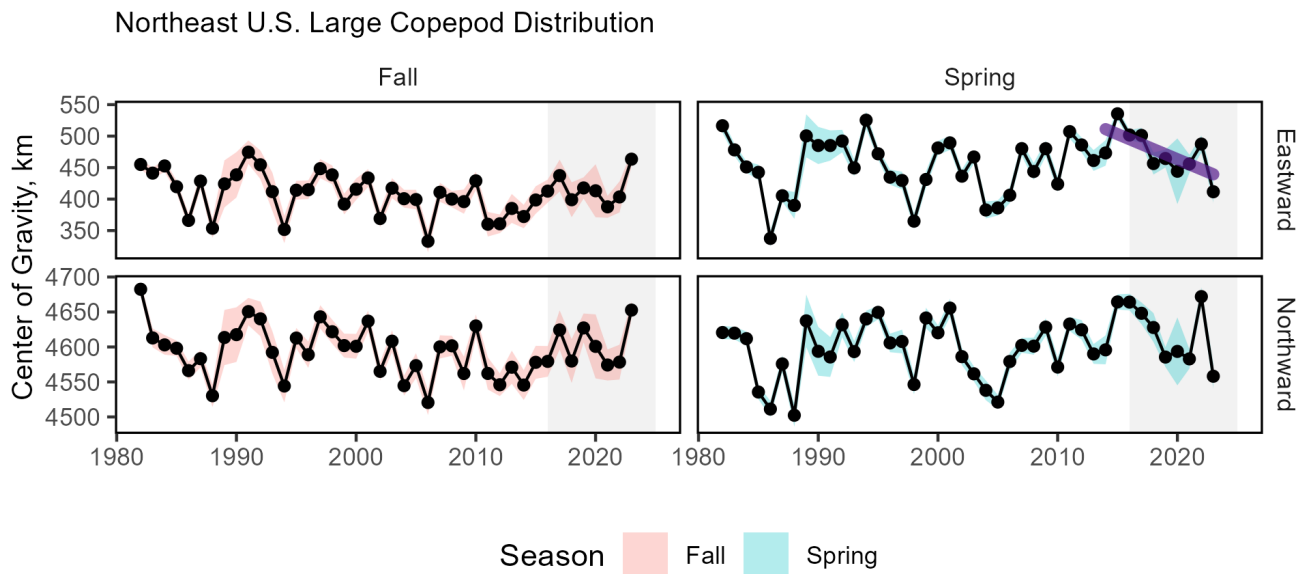 Northeast U.S. Large Copepod Distribution
Fall
Spring
Center of Gravity, km
550
500
450
400
350
Eastward
4700
4650
4600
4550
4500
Northward
1980 1990 2000 2010 2020 1980 1990 2000 2010 2020
Season Fall Spring